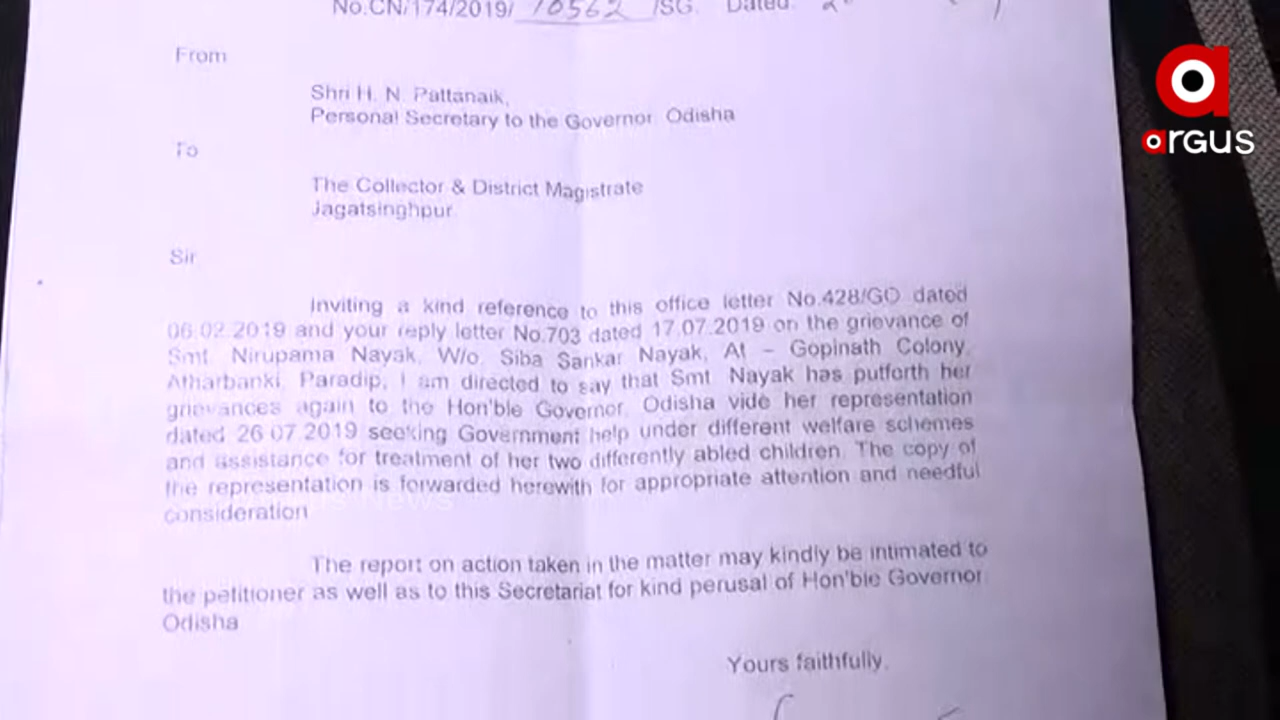 No.CN/174/2019/ 10562 /SG. Dated.
From
Shri H. N. Pattanaik,
Personal Secretary to the Governor Odisha
To
The Collector & District Magistrate
Jagatsinghpur
Sir
Inviting a kind reference to this office letter No.428/GO dated
06.02.2019 and your reply letter No.703 dated 17.07.2019 on the grievance of
Smt. Nirupama Nayak, W/o. Siba Sankar Nayak, At – Gopinath Colony,
Atharbanki, Paradip, I am directed to say that Smt. Nayak has putforth her
grievances again to the Hon'ble Governor, Odisha vide her representation
dated 26.07.2019 seeking Government help under different welfare schemes
and assistance for treatment of her two differently abled children. The copy of
the representation is forwarded herewith for appropriate attention and needful
consideration
The report on action taken in the matter may kindly be intimated to
the petitioner as well as to this Secretariat for kind perusal of Hon'ble Governor
Odisha
Yours faithfully,
argus